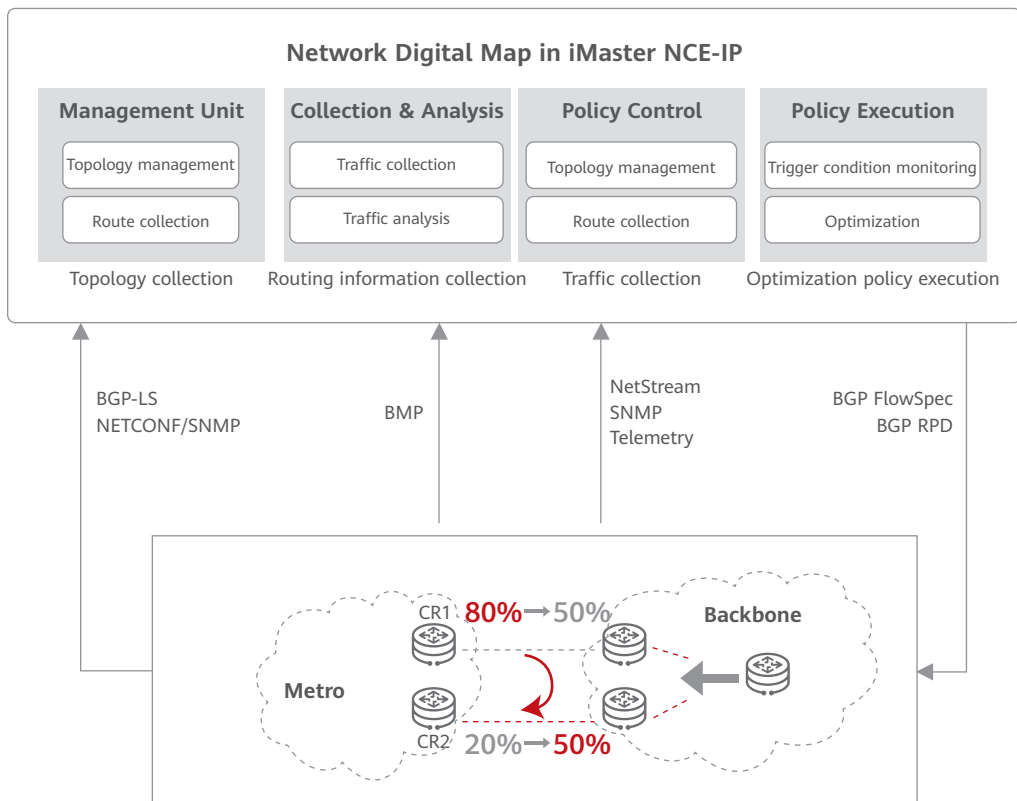 Network Digital Map in iMaster NCE-IP
Management Unit
Topology management
Route collection
Topology collection
Collection & Analysis
Traffic collection
Traffic analysis
Routing information collection
Policy Control
Topology management
Route collection
Traffic collection
Policy Execution
Trigger condition monitoring
Optimization
Optimization policy execution
BGP-LS
NETCONF/SNMP
BMP
NetStream
SNMP
Telemetry
BGP FlowSpec
BGP RPD
CR1
80%
50%
Backbone
Metro
CR2
20%
50%